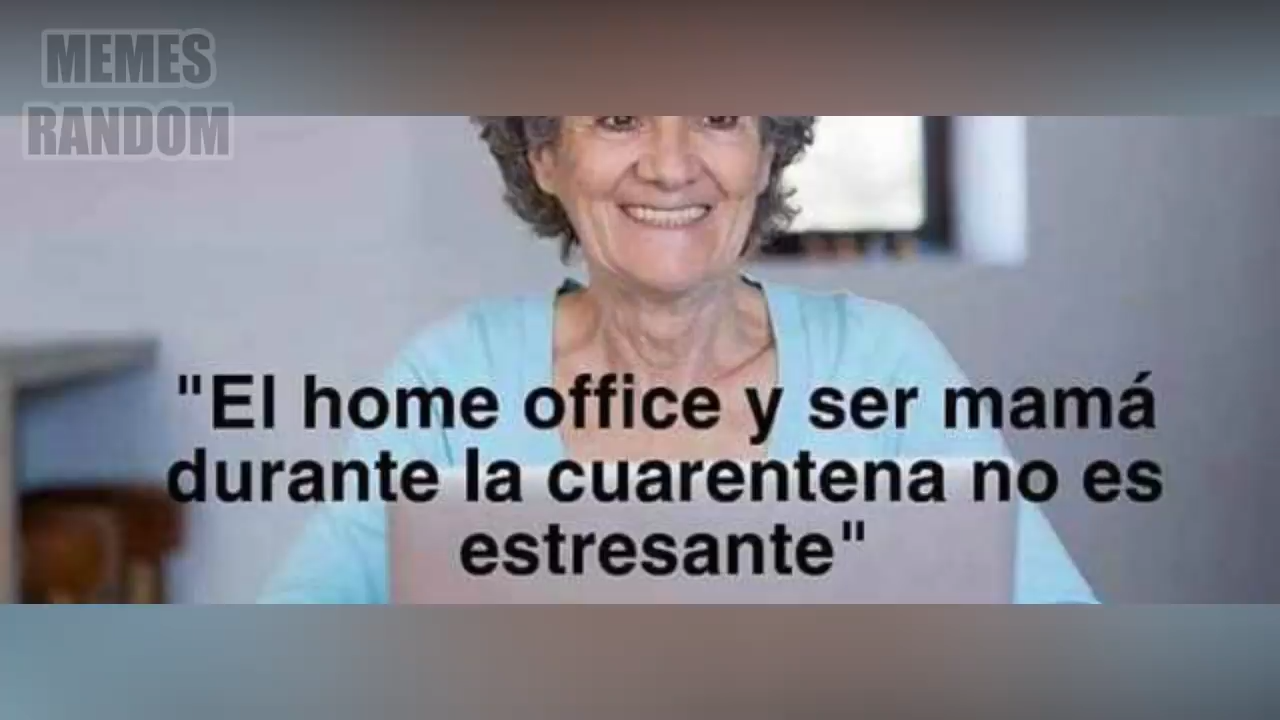 MEMES
RANDOM
"El home office y ser mamá
durante la cuarentena no es
estresante"